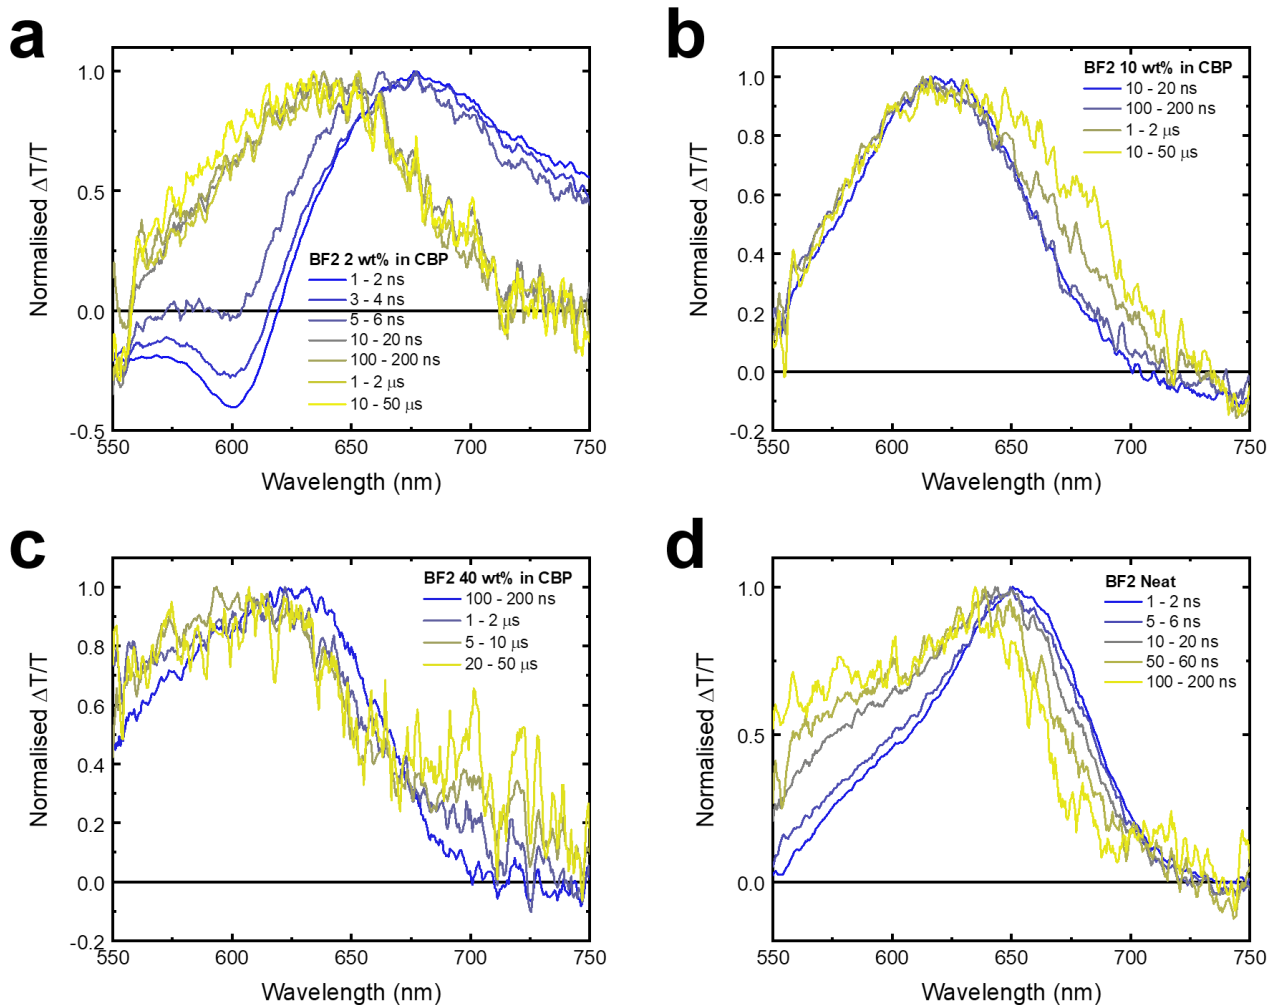 a
Normalised ΔT/T
1.0
0.5
0.0
-0.5
BF2 2 wt% in CBP
1 - 2 ns
3 - 4 ns
5 - 6 ns
10 - 20 ns
100 - 200 ns
1 - 2 μs
10 - 50 μs
550 600 650 700 750
Wavelength (nm)
b
Normalised ΔT/T
1.0
0.8
0.6
0.4
0.2
0.0
-0.2
BF2 10 wt% in CBP
10 - 20 ns
100 - 200 ns
1 - 2 μs
10 - 50 μs
550 600 650 700 750
Wavelength (nm)
c
Normalised ΔT/T
1.0
0.8
0.6
0.4
0.2
0.0
-0.2
BF2 40 wt% in CBP
100 - 200 ns
1 - 2 μs
5 - 10 μs
20 - 50 μs
550 600 650 700 750
Wavelength (nm)
d
Normalised ΔT/T
1.0
0.5
0.0
BF2 Neat
1 - 2 ns
5 - 6 ns
10 - 20 ns
50 - 60 ns
100 - 200 ns
550 600 650 700 750
Wavelength (nm)